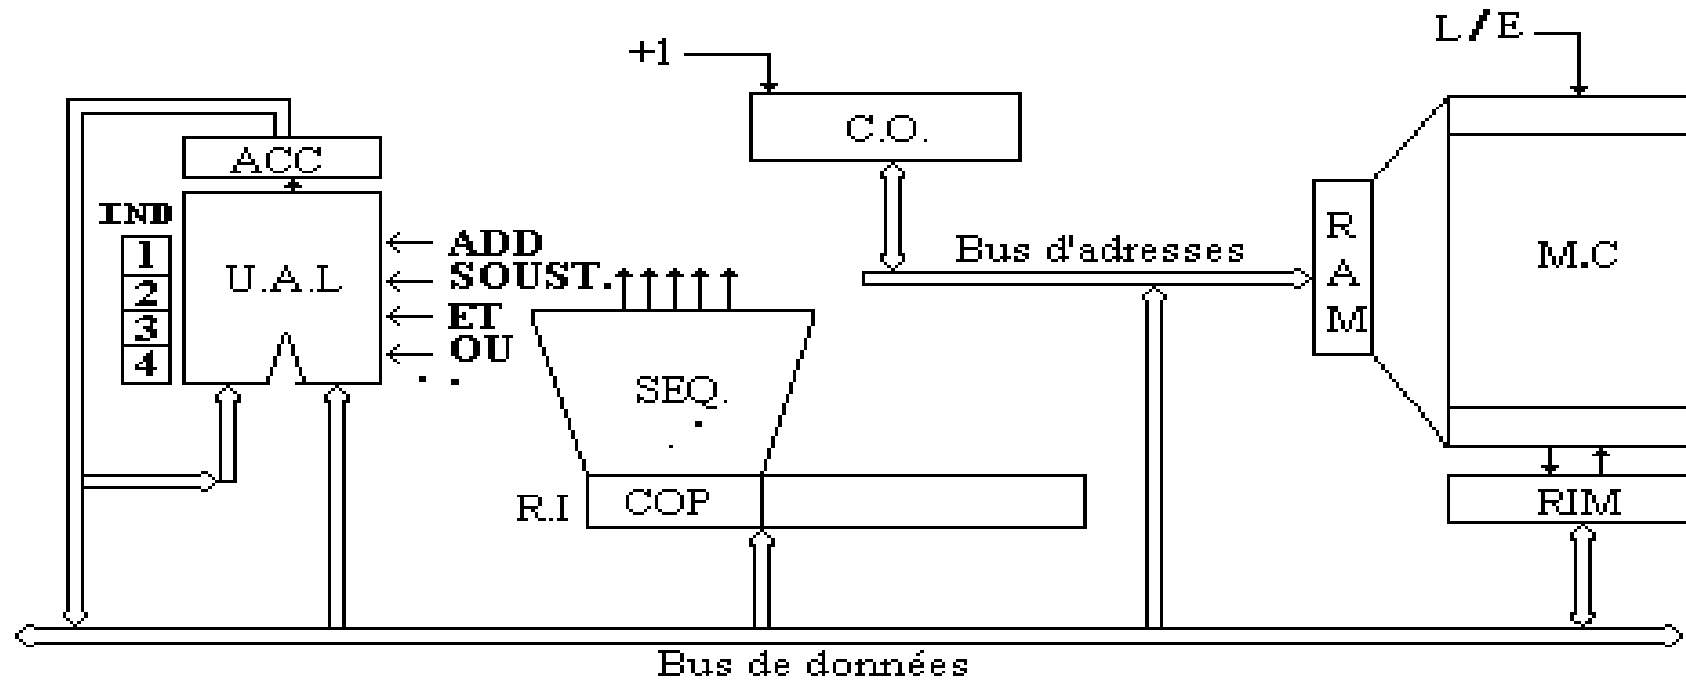 L/E
+1
C.O.
ACC
IND
1
2
3
4
U.A.L
ADD
SOUST.
ET
OU
. .
SEQ.
R.I
COP
Bus d'adresses
R
A
M
M.C
RIM
Bus de données